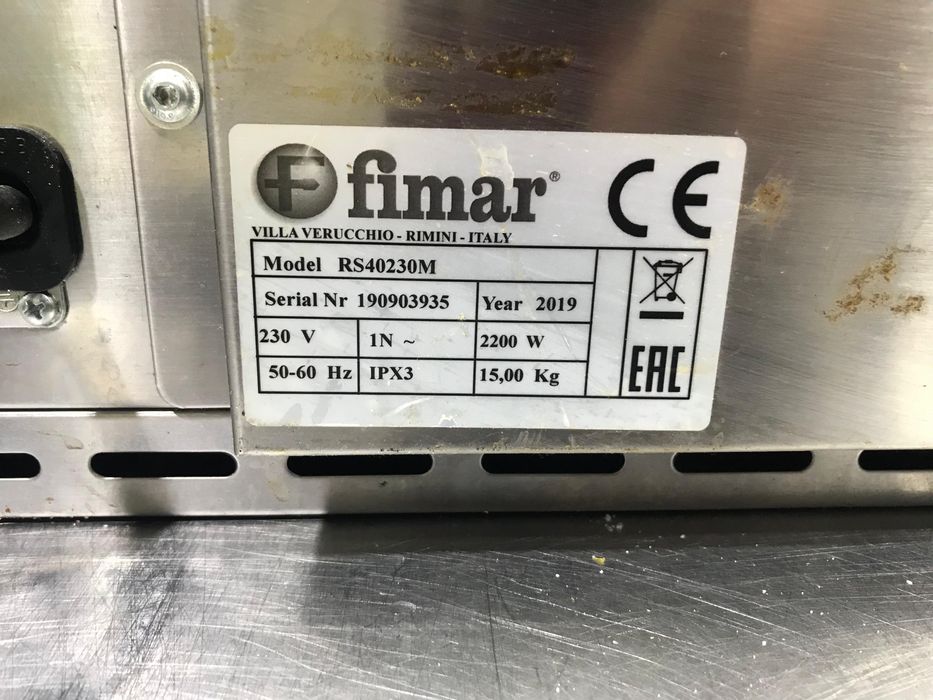 fimar®
CE
VILLA VERUCCHIO - RIMINI - ITALY
Model RS40230M
Serial Nr 190903935 Year 2019
230 V 1N ~ 2200 W
50-60 Hz IPX3 15,00 Kg
EAC